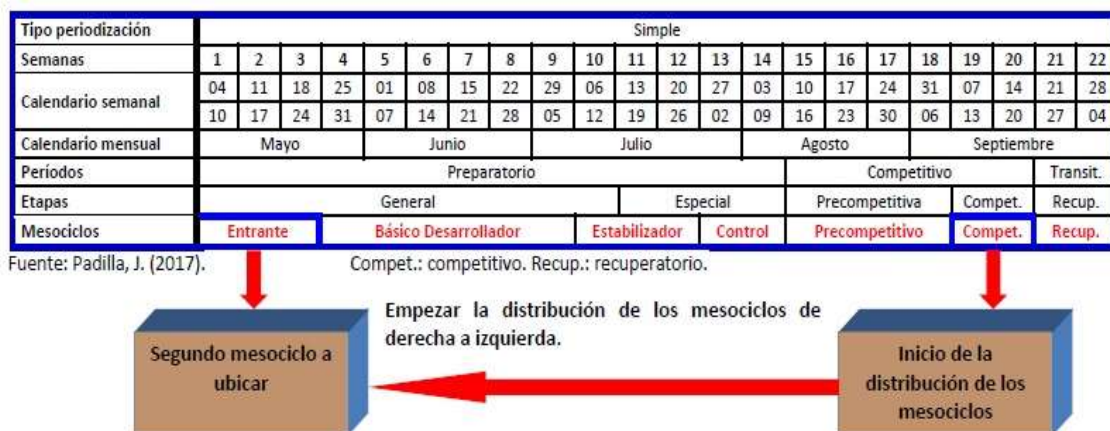 Tipo periodización Simple
Semanas 1 2 3 4 5 6 7 8 9 10 11 12 13 14 15 16 17 18 19 20 21 22
Calendario semanal 04 11 18 25 01 08 15 22 29 06 13 20 27 03 10 17 24 31 07 14 21 28
10 17 24 31 07 14 21 28 05 12 19 26 02 09 16 23 30 06 13 20 27 04
Calendario mensual Mayo Junio Julio Agosto Septiembre
Períodos Preparatorio Competitivo Transit.
Etapas General Especial Precompetitiva Compet. Recup.
Mesociclos Entrante Básico Desarrollador Estabilizador Control Precompetitivo Compet. Recup.
Fuente: Padilla, J. (2017). Compet.: competitivo. Recup.: recuperatorio.
Empezar la distribución de los mesociclos de
derecha a izquierda.
Segundo mesociclo a
ubicar
Inicio de la
distribución de los
mesociclos